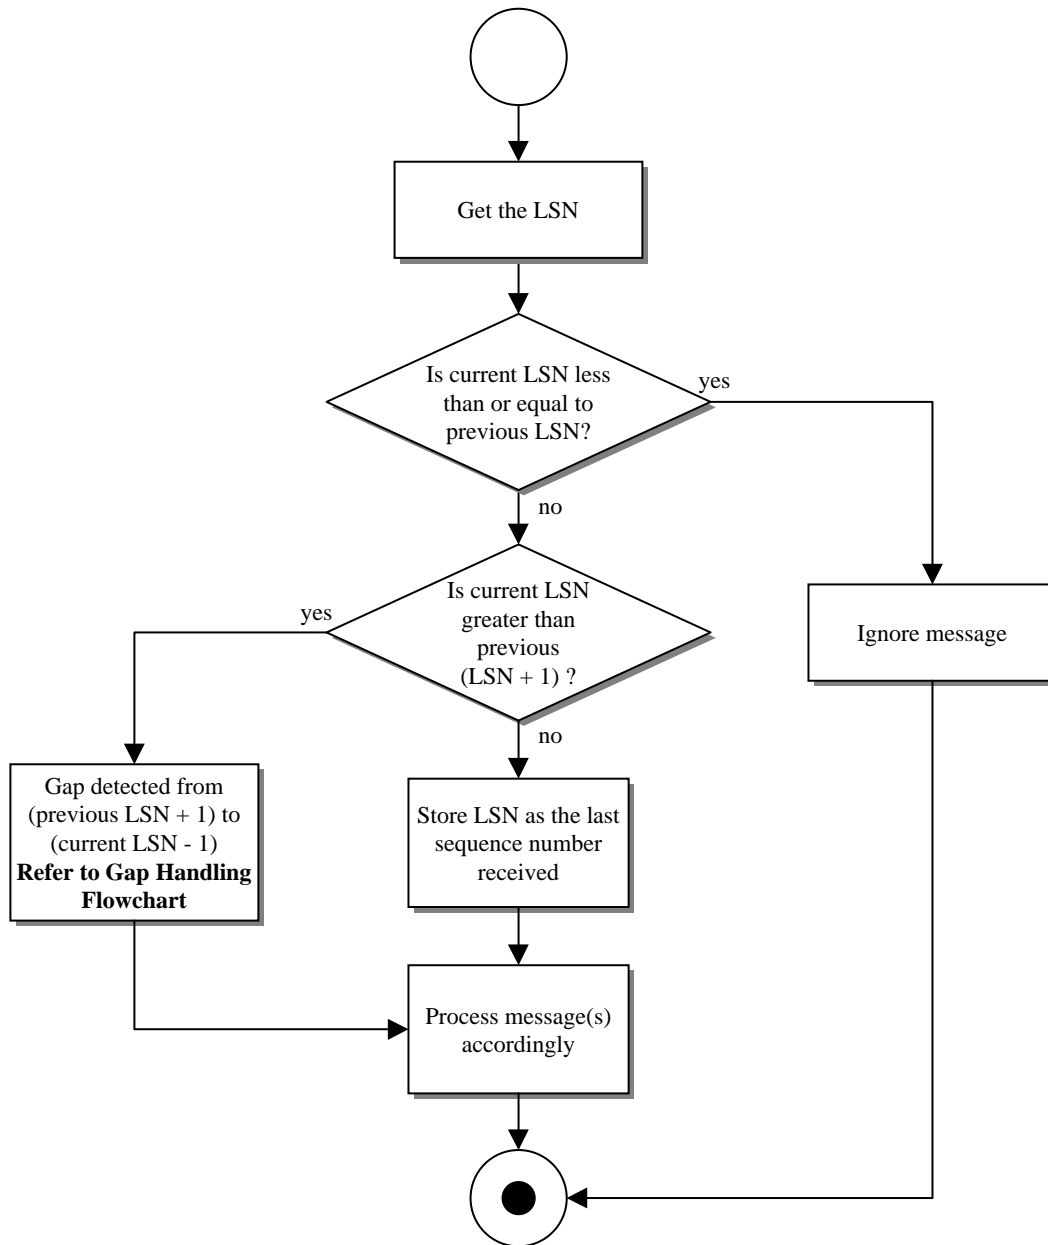 Get the LSN
Is current LSN less
than or equal to
previous LSN?
yes
no
Is current LSN
greater than
previous
(LSN + 1) ?
yes
Ignore message
no
Gap detected from
(previous LSN + 1) to
(current LSN - 1)
Refer to Gap Handling
Flowchart
Store LSN as the last
sequence number
received
Process message(s)
accordingly